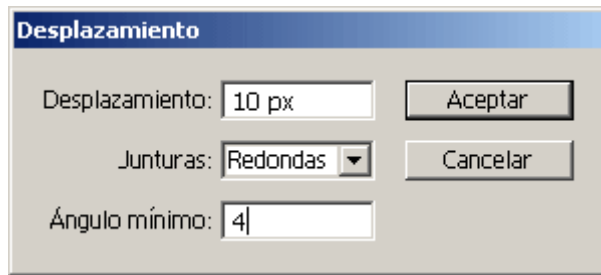 Desplazamiento
Desplazamiento: 10 px Aceptar
Junturas: Redondas Cancelar
Ángulo mínimo: 4